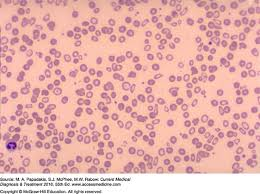 Source: M. A. Papadakis, S.J. McPhee, M.W. Rabow: Current Medical
Diagnosis & Treatment 2016, 55th Ed. www.accessmedicine.com
Copyright © McGraw-Hill Education. All rights reserved.